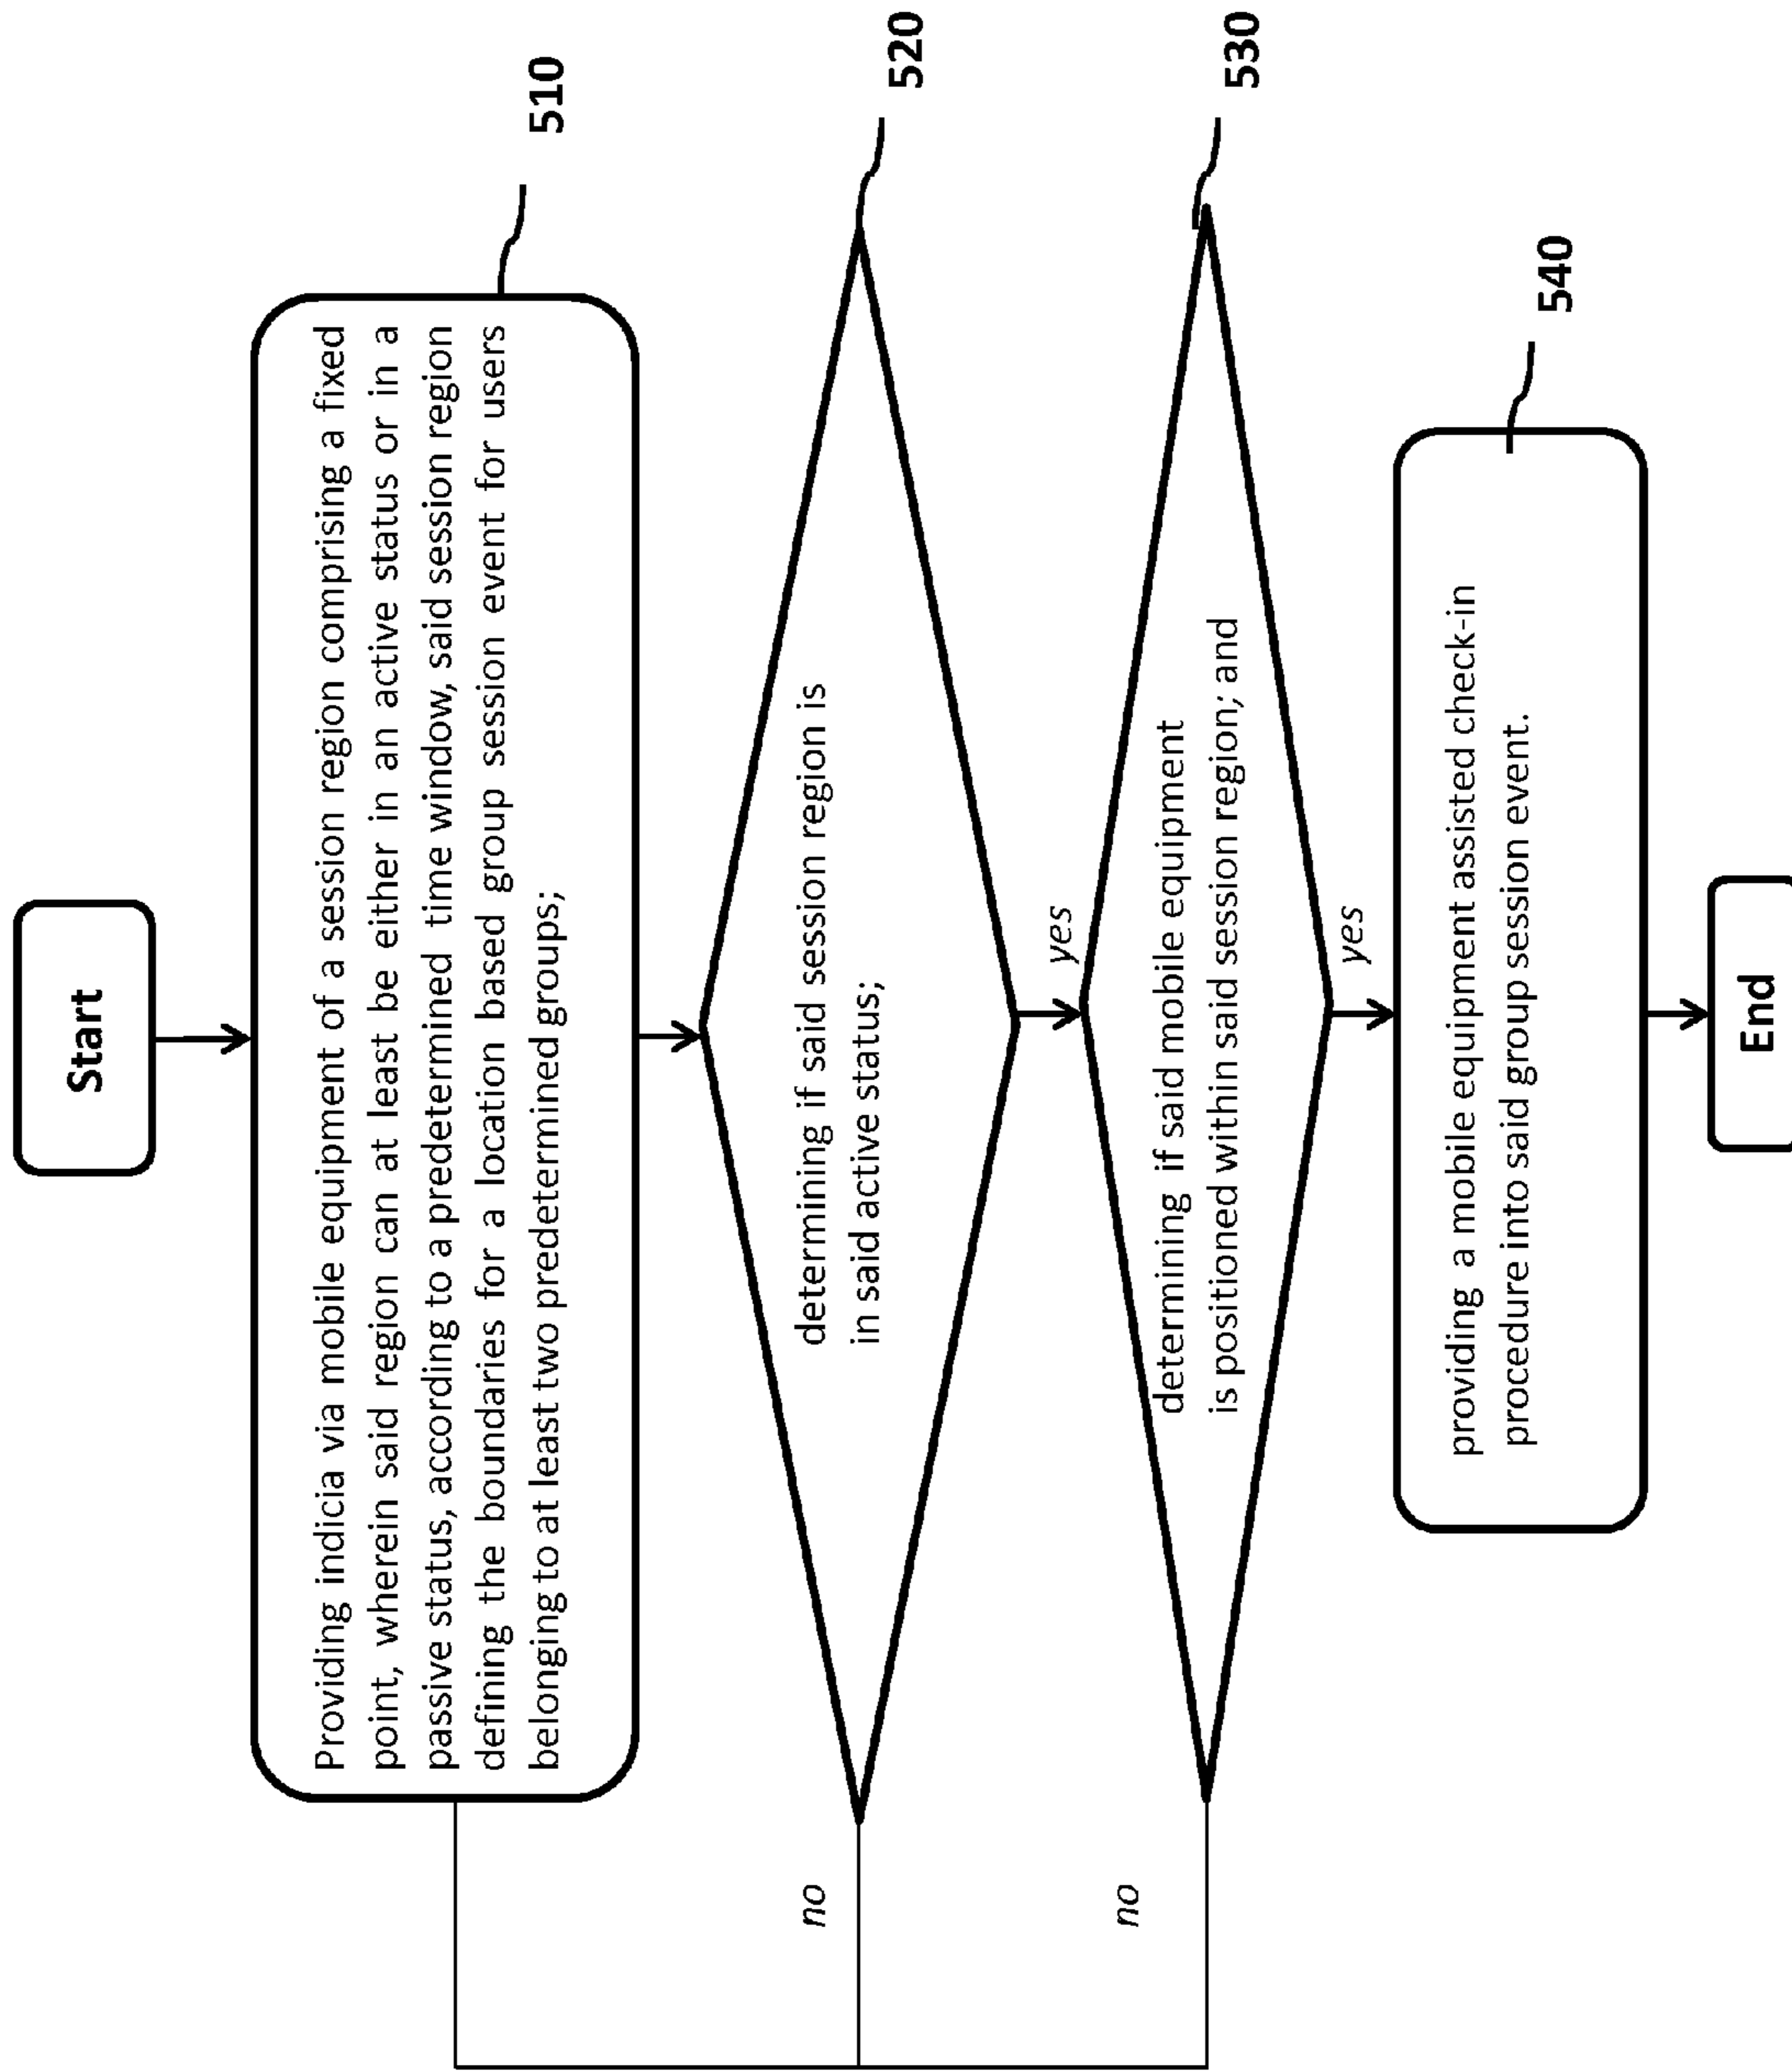 Start
Providing indicia via mobile equipment of a session region comprising a fixed
point, wherein said region can at least be either in an active status or in a
passive status, according to a predetermined time window, said session region
defining the boundaries for a location based group session event for users
belonging to at least two predetermined groups;
510
determining if said session region is
in said active status;
520
no
yes
determining if said mobile equipment
is positioned within said session region; and
530
no
yes
providing a mobile equipment assisted check-in
procedure into said group session event.
540
End